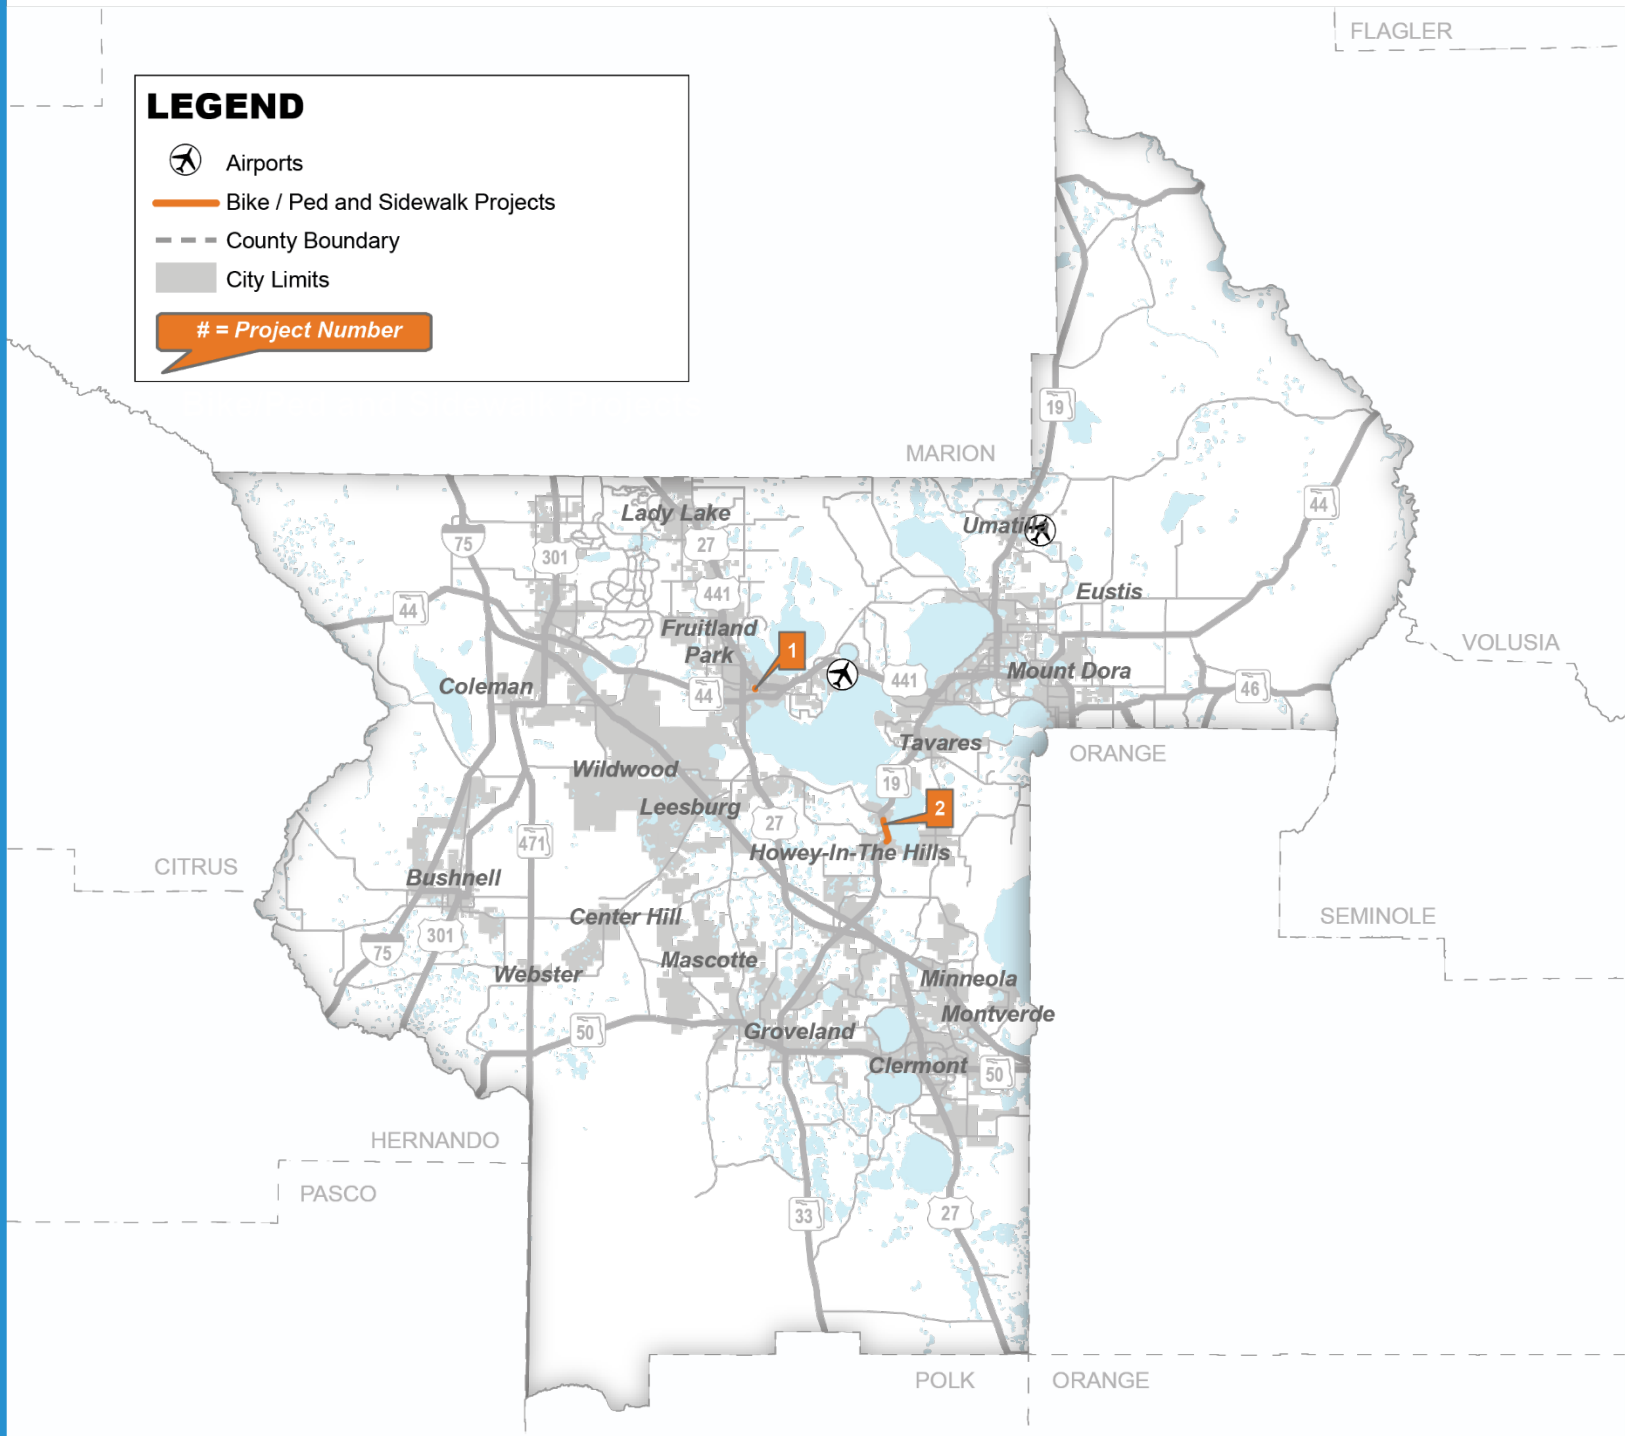 FLAGLER
LEGEND
Airports
Bike / Ped and Sidewalk Projects
County Boundary
City Limits
# = Project Number
19
MARION
44
Lady Lake
Umatilla
75
27
301
441
Eustis
44
Fruitland
Park
1
VOLUSIA
Mount Dora
441
46
Coleman
44
Tavares
ORANGE
Wildwood
19
Leesburg
2
27
471
Howey-In-The Hills
CITRUS
Bushnell
Center Hill
SEMINOLE
301
75
Mascotte
Webster
Minneola
Montverde
50
Groveland
Clermont
50
HERNANDO
PASCO
33
27
POLK
ORANGE